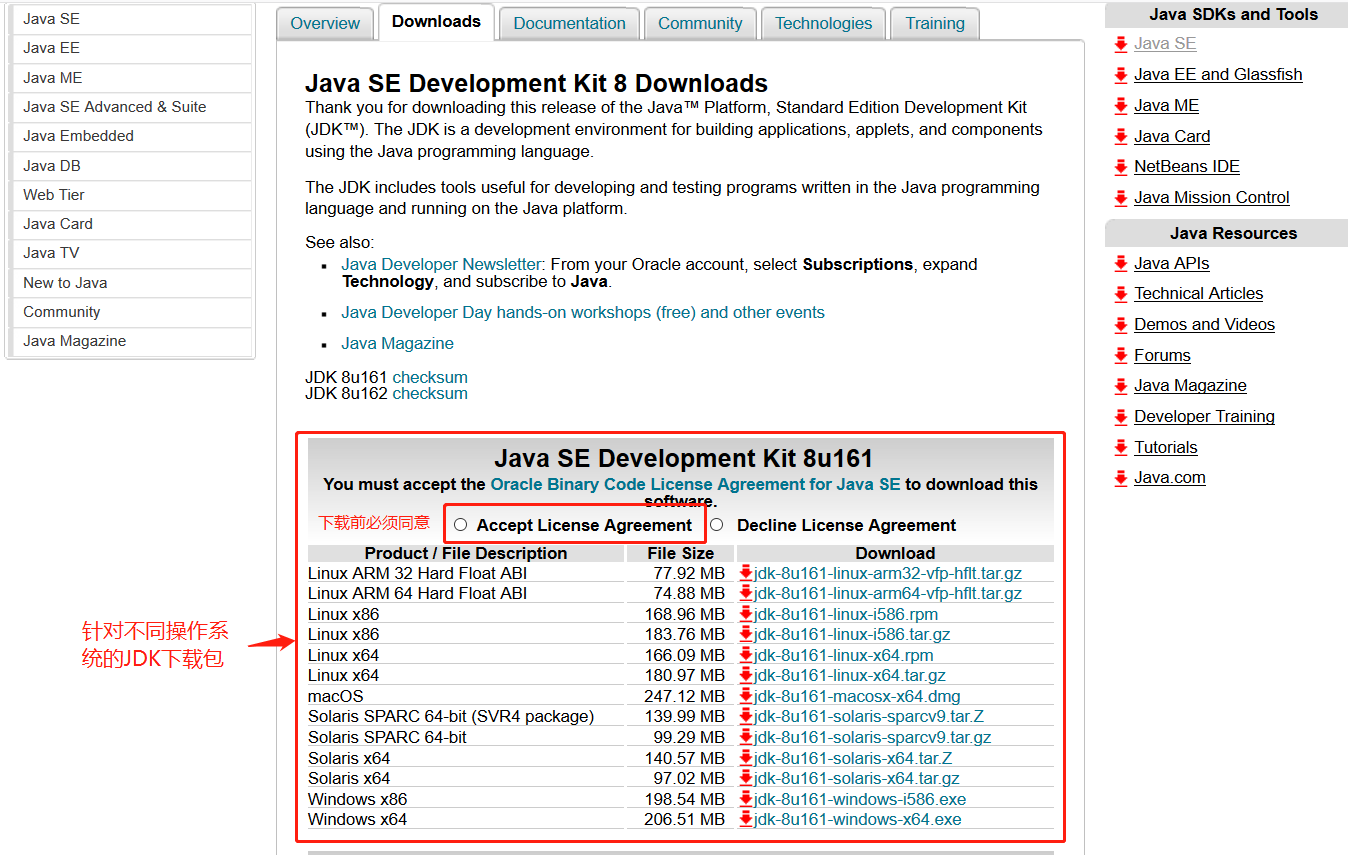 Java SE
Java EE
Java ME
Java SE Advanced & Suite
Java Embedded
Java DB
Web Tier
Java Card
Java TV
New to Java
Community
Java Magazine
Overview
Downloads
Documentation
Community
Technologies
Training
Java SE Development Kit 8 Downloads
Thank you for downloading this release of the Java™ Platform, Standard Edition Development Kit
(JDK™). The JDK is a development environment for building applications, applets, and components
using the Java programming language.
The JDK includes tools useful for developing and testing programs written in the Java programming
language and running on the Java platform.
See also:
Java Developer Newsletter: From your Oracle account, select Subscriptions, expand
Technology, and subscribe to Java.
Java Developer Day hands-on workshops (free) and other events
Java Magazine
JDK 8u161 checksum
JDK 8u162 checksum
Java SE Development Kit 8u161
You must accept the Oracle Binary Code License Agreement for Java SE to download this
software.
下载前必须同意 Accept License Agreement Decline License Agreement
Product / File Description File Size Download
Linux ARM 32 Hard Float ABI 77.92 MB jdk-8u161-linux-arm32-vfp-hflt.tar.gz
Linux ARM 64 Hard Float ABI 74.88 MB jdk-8u161-linux-arm64-vfp-hflt.tar.gz
Linux x86 168.96 MB jdk-8u161-linux-i586.rpm
Linux x86 183.76 MB jdk-8u161-linux-i586.tar.gz
Linux x64 166.09 MB jdk-8u161-linux-x64.rpm
Linux x64 180.97 MB jdk-8u161-linux-x64.tar.gz
macOS 247.12 MB jdk-8u161-macosx-x64.dmg
Solaris SPARC 64-bit (SVR4 package) 139.99 MB jdk-8u161-solaris-sparcv9.tar.Z
Solaris SPARC 64-bit 99.29 MB jdk-8u161-solaris-sparcv9.tar.gz
Solaris x64 140.57 MB jdk-8u161-solaris-x64.tar.Z
Solaris x64 97.02 MB jdk-8u161-solaris-x64.tar.gz
Windows x86 198.54 MB jdk-8u161-windows-i586.exe
Windows x64 206.51 MB jdk-8u161-windows-x64.exe
针对不同操作系
统的JDK下载包
Java SDKs and Tools
Java SE
Java EE and Glassfish
Java ME
Java Card
NetBeans IDE
Java Mission Control
Java Resources
Java APIs
Technical Articles
Demos and Videos
Forums
Java Magazine
Developer Training
Tutorials
Java.com